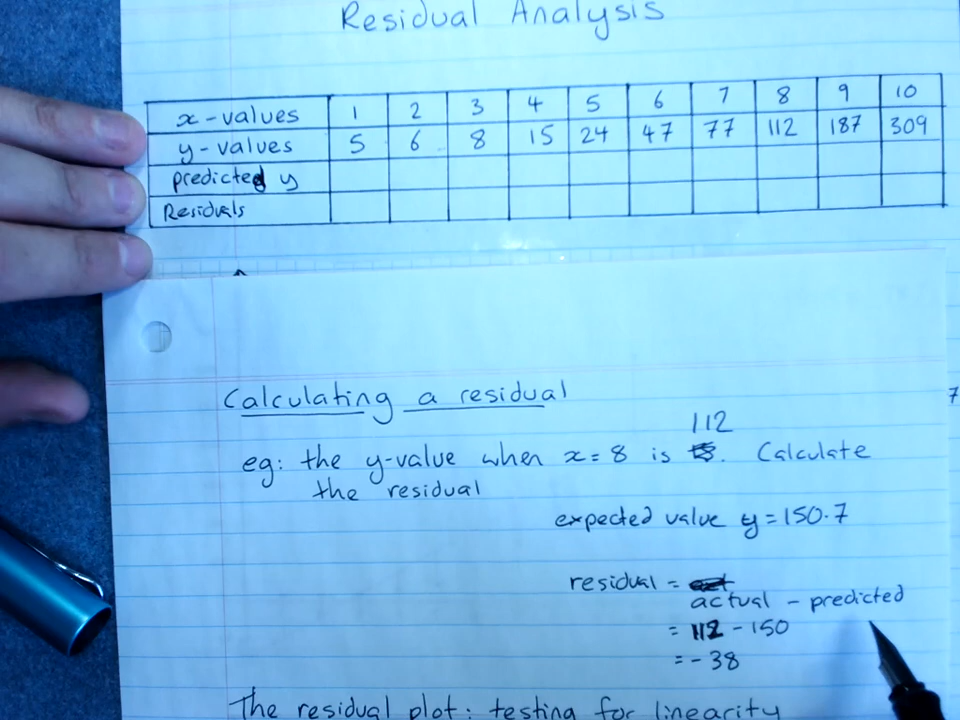 Residual Analysis
x-values 1 2 3 4 5 6 7 8 9 10
y-values 5 6 8 15 24 47 77 112 187 309
predicted y
Residuals
7
Calculating a residual
112
eg: the y-value when x=8 is . Calculate
the residual
expected value y=150.7
residual =
actual - predicted
= 112 - 150
= - 38
The residual plot: testing for linearity